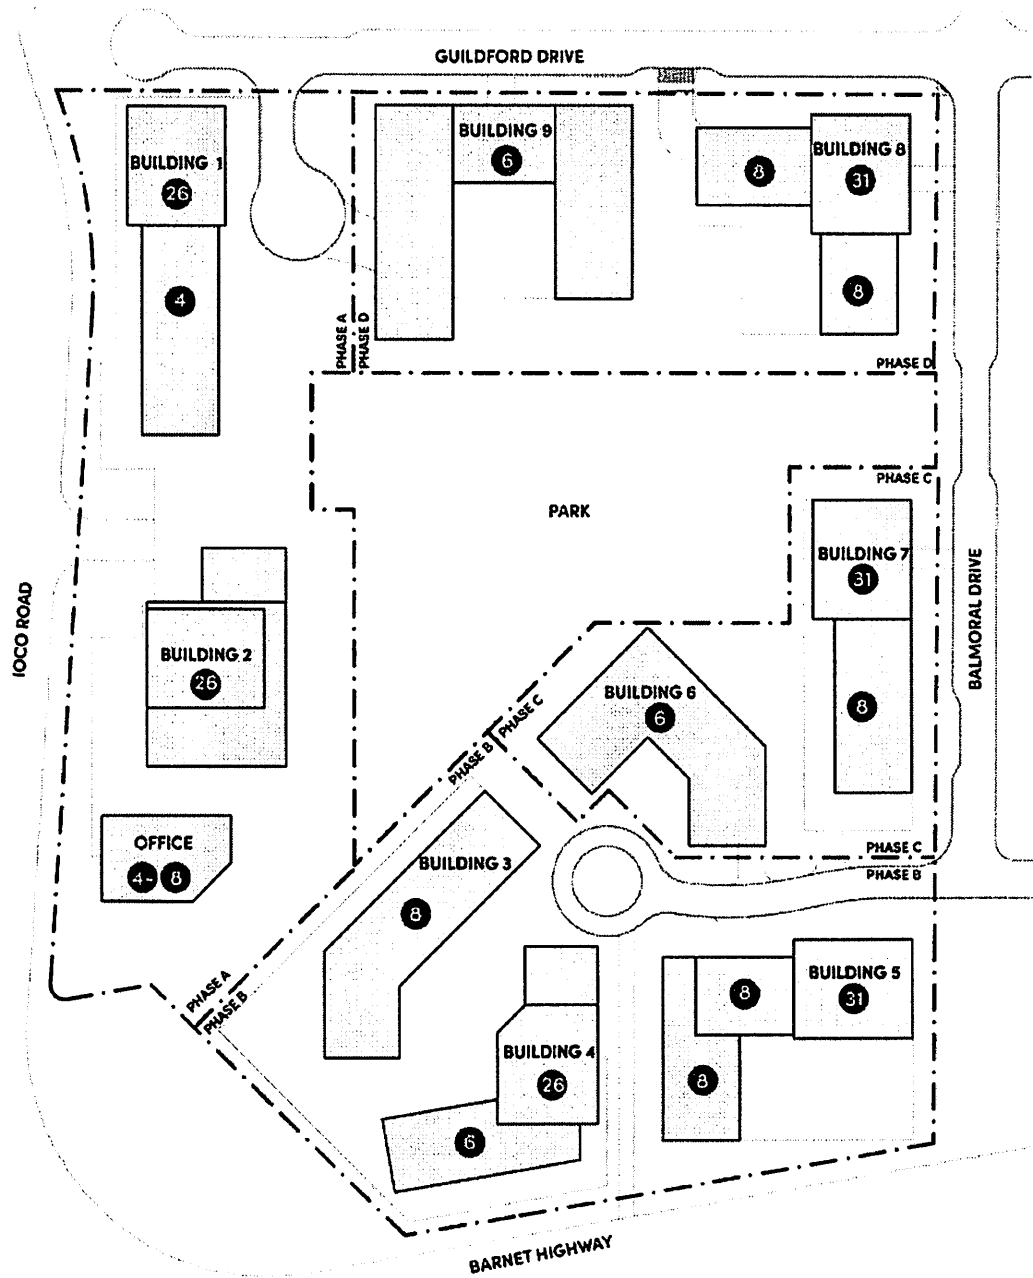 GUILDFORD DRIVE
BUILDING 1
26
4
BUILDING 9
6
8
BUILDING 8
31
8
PHASE A
PHASE D
PHASE D
PARK
PHASE C
BUILDING 7
31
8
BALMORAL DRIVE
IOCO ROAD
BUILDING 2
26
BUILDING 6
6
PHASE C
PHASE B
OFFICE
4-8
BUILDING 3
8
PHASE C
PHASE B
PHASE A
PHASE B
BUILDING 4
26
6
8
BUILDING 5
31
8
BARNET HIGHWAY